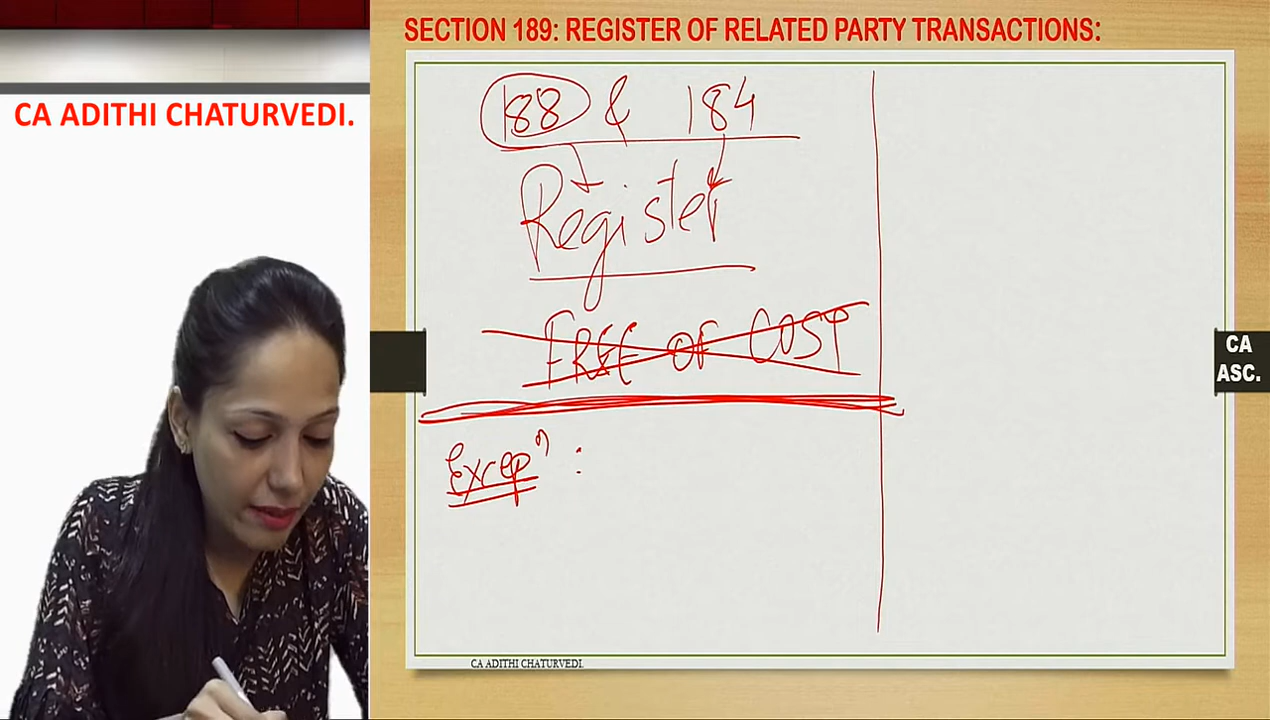 SECTION 189: REGISTER OF RELATED PARTY TRANSACTIONS:
CA ADITHI CHATURVEDI.
188 & 184
Register
FREE OF COST
Excepⁿ :
CA
ASC.
CA ADITHI CHATURVEDI.